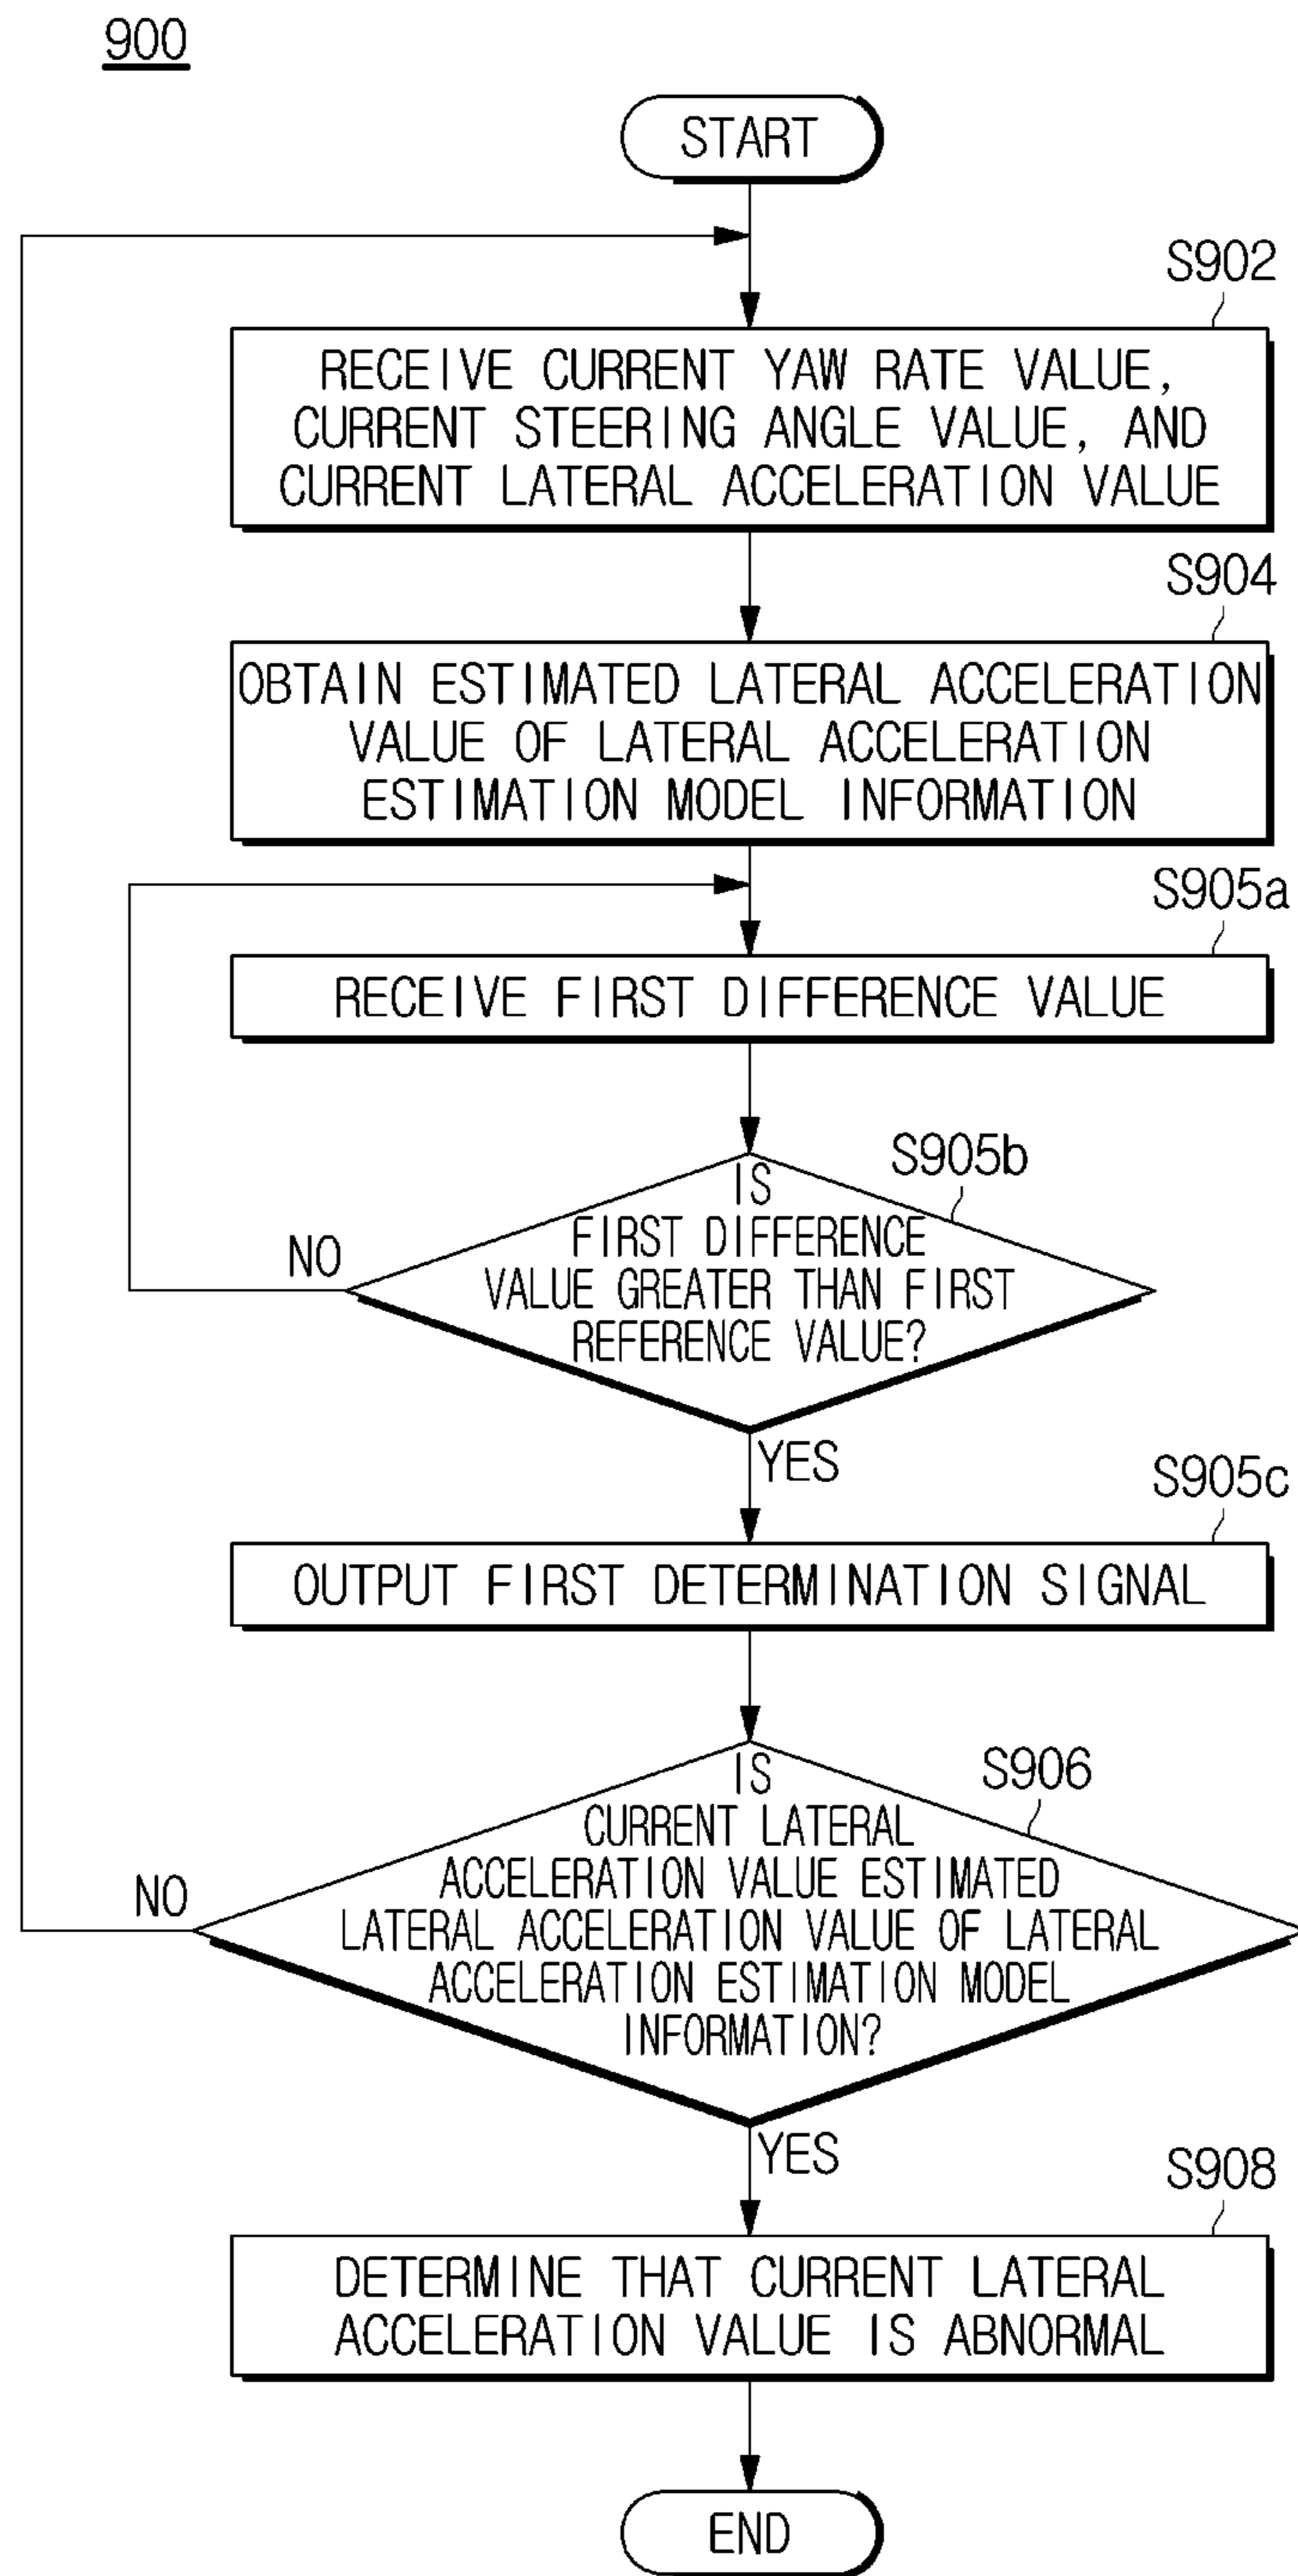 900
START
S902
RECEIVE CURRENT YAW RATE VALUE,
CURRENT STEERING ANGLE VALUE, AND
CURRENT LATERAL ACCELERATION VALUE
S904
OBTAIN ESTIMATED LATERAL ACCELERATION
VALUE OF LATERAL ACCELERATION
ESTIMATION MODEL INFORMATION
S905a
RECEIVE FIRST DIFFERENCE VALUE
S905b
IS
FIRST DIFFERENCE
VALUE GREATER THAN FIRST
REFERENCE VALUE?
NO
YES
S905c
OUTPUT FIRST DETERMINATION SIGNAL
S906
IS
CURRENT LATERAL
ACCELERATION VALUE ESTIMATED
LATERAL ACCELERATION VALUE OF LATERAL
ACCELERATION ESTIMATION MODEL
INFORMATION?
NO
YES
S908
DETERMINE THAT CURRENT LATERAL
ACCELERATION VALUE IS ABNORMAL
END